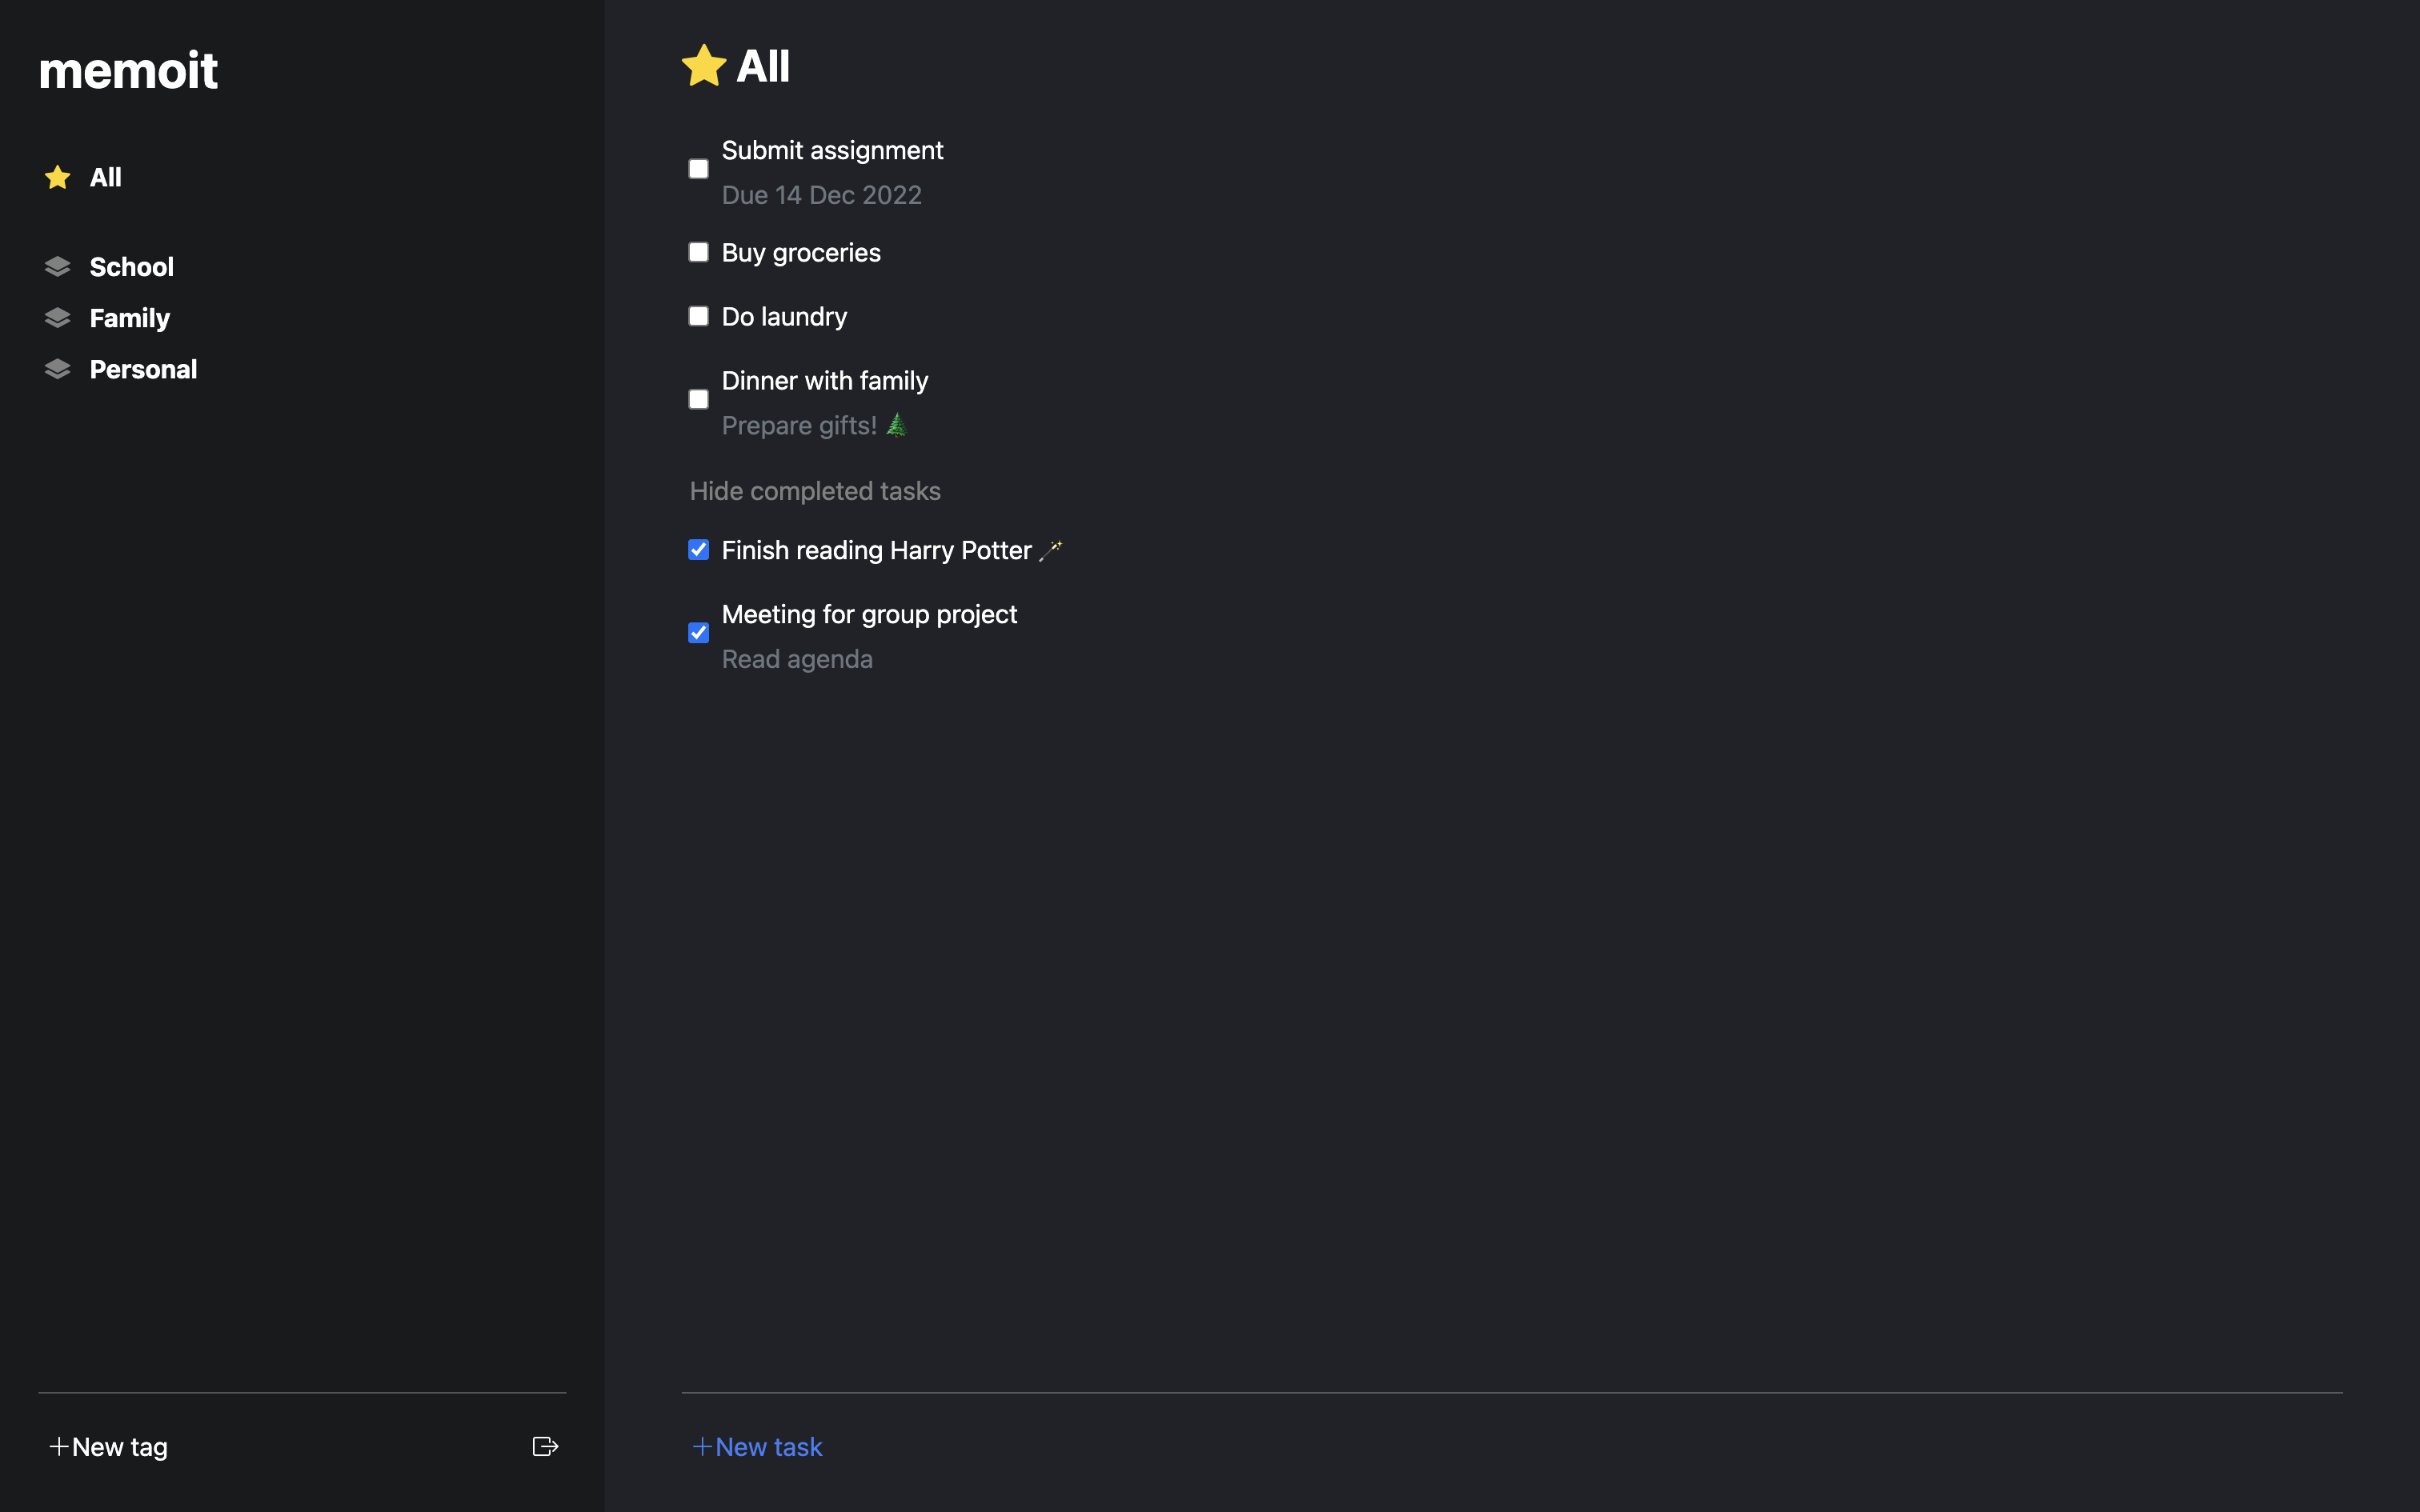 memoit
All
School
Family
Personal
New tag
All
Submit assignment
Due 14 Dec 2022
Buy groceries
Do laundry
Dinner with family
Prepare gifts! 🎄
Hide completed tasks
Finish reading Harry Potter 🪄
Meeting for group project
Read agenda
New task